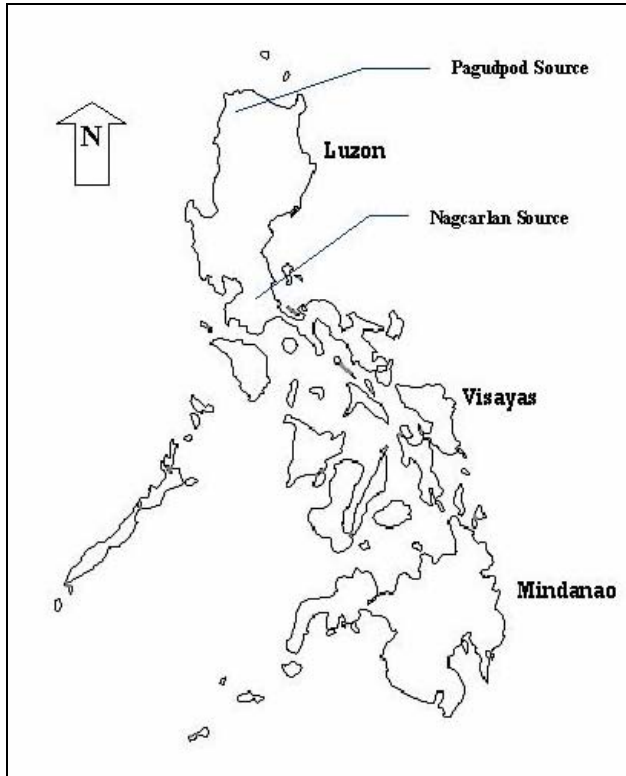 Pagudpod Source
N
Luzon
Nagcarlan Source
Visayas
Mindanao